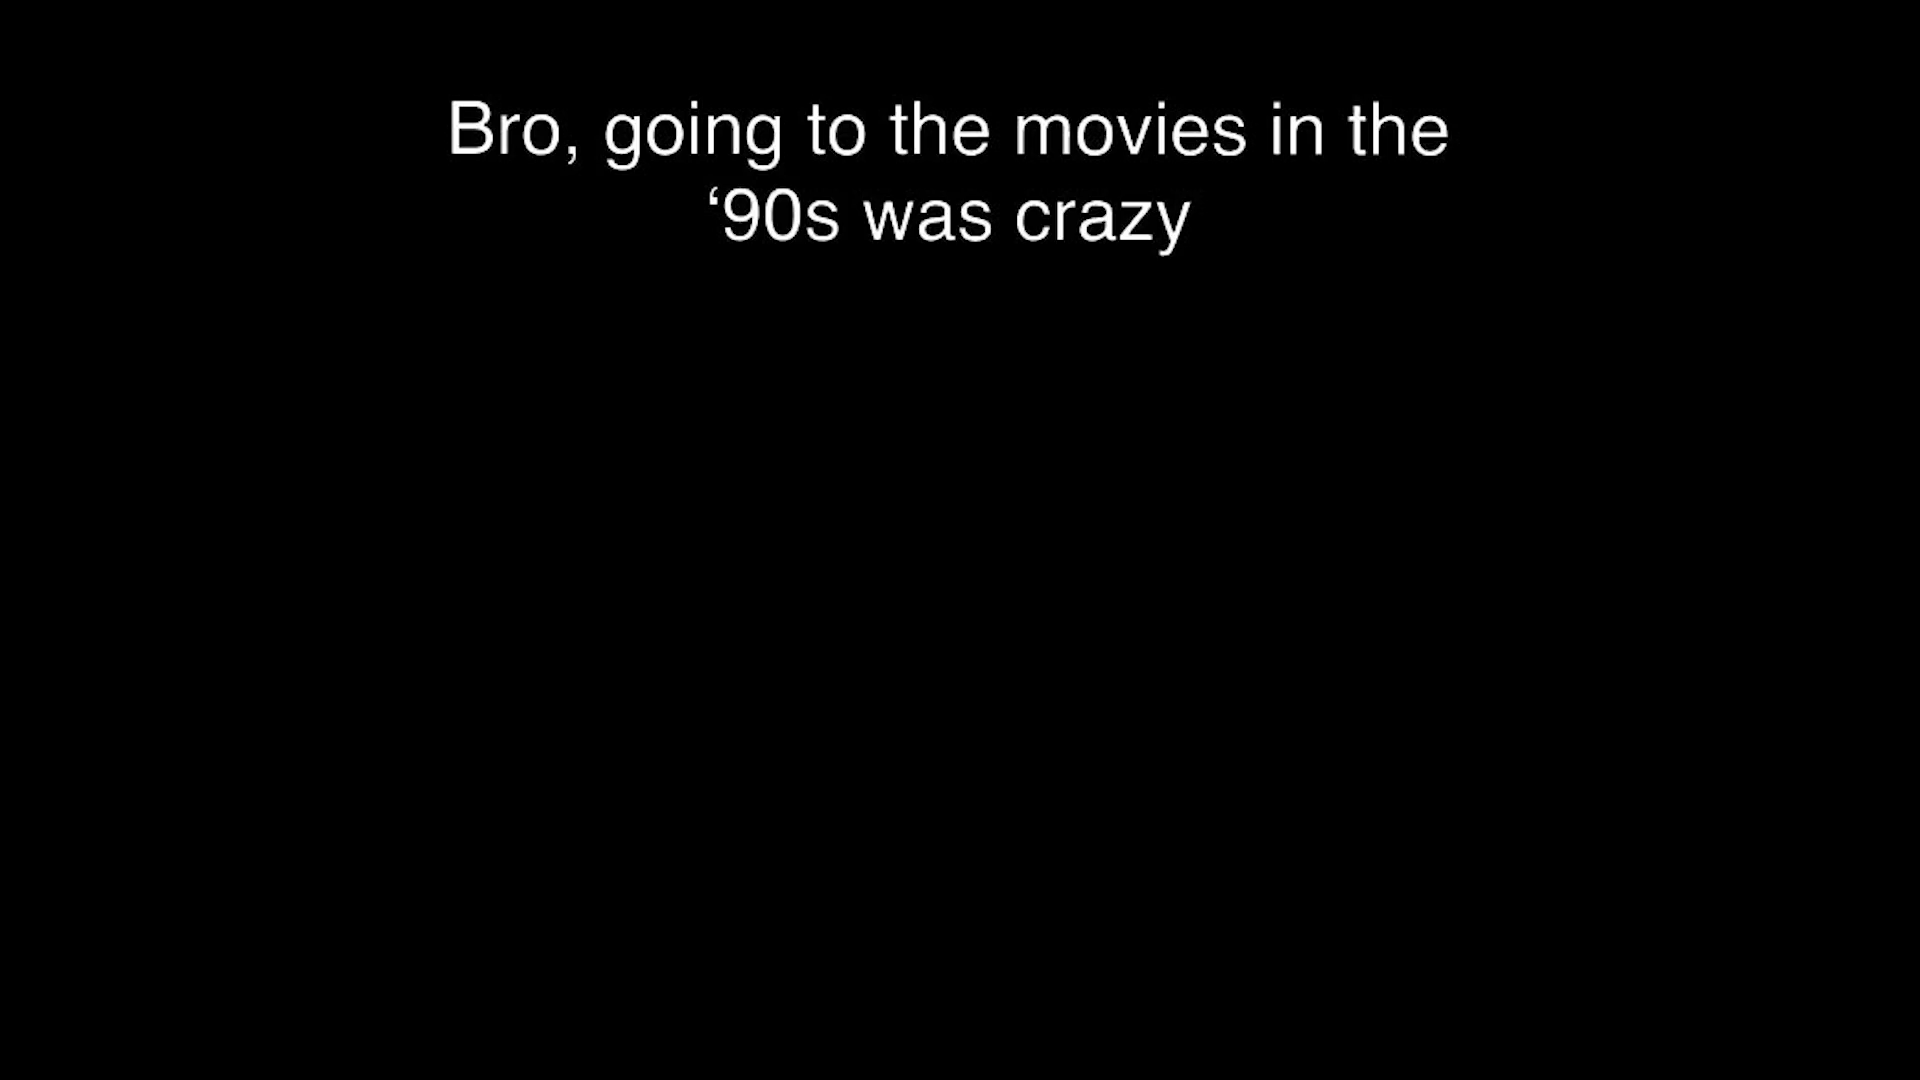 Bro, going to the movies in the
‘90s was crazy